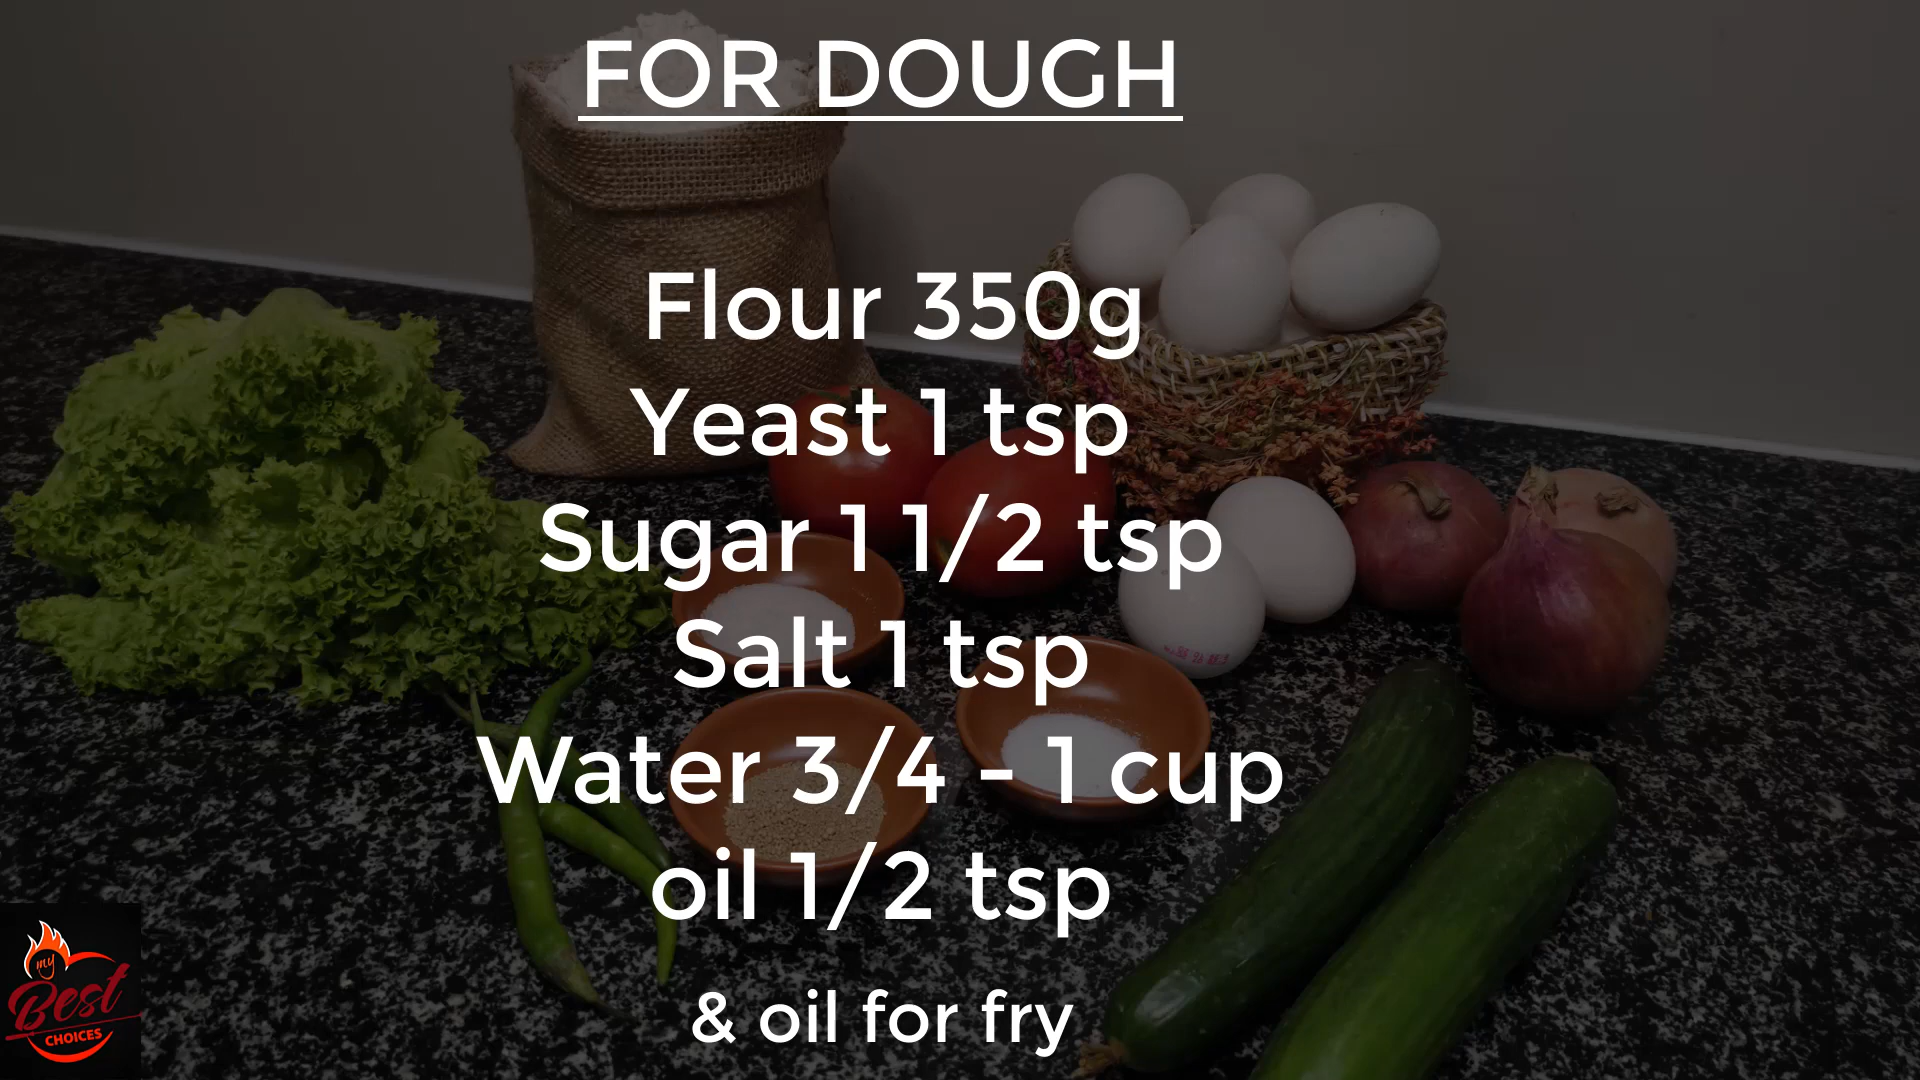 FOR DOUGH
Flour 350g
Yeast 1 tsp
Sugar 1 1/2 tsp
Salt 1 tsp
Water 3/4 - 1 cup
oil 1/2 tsp
& oil for fry
my
Best
CHOICES